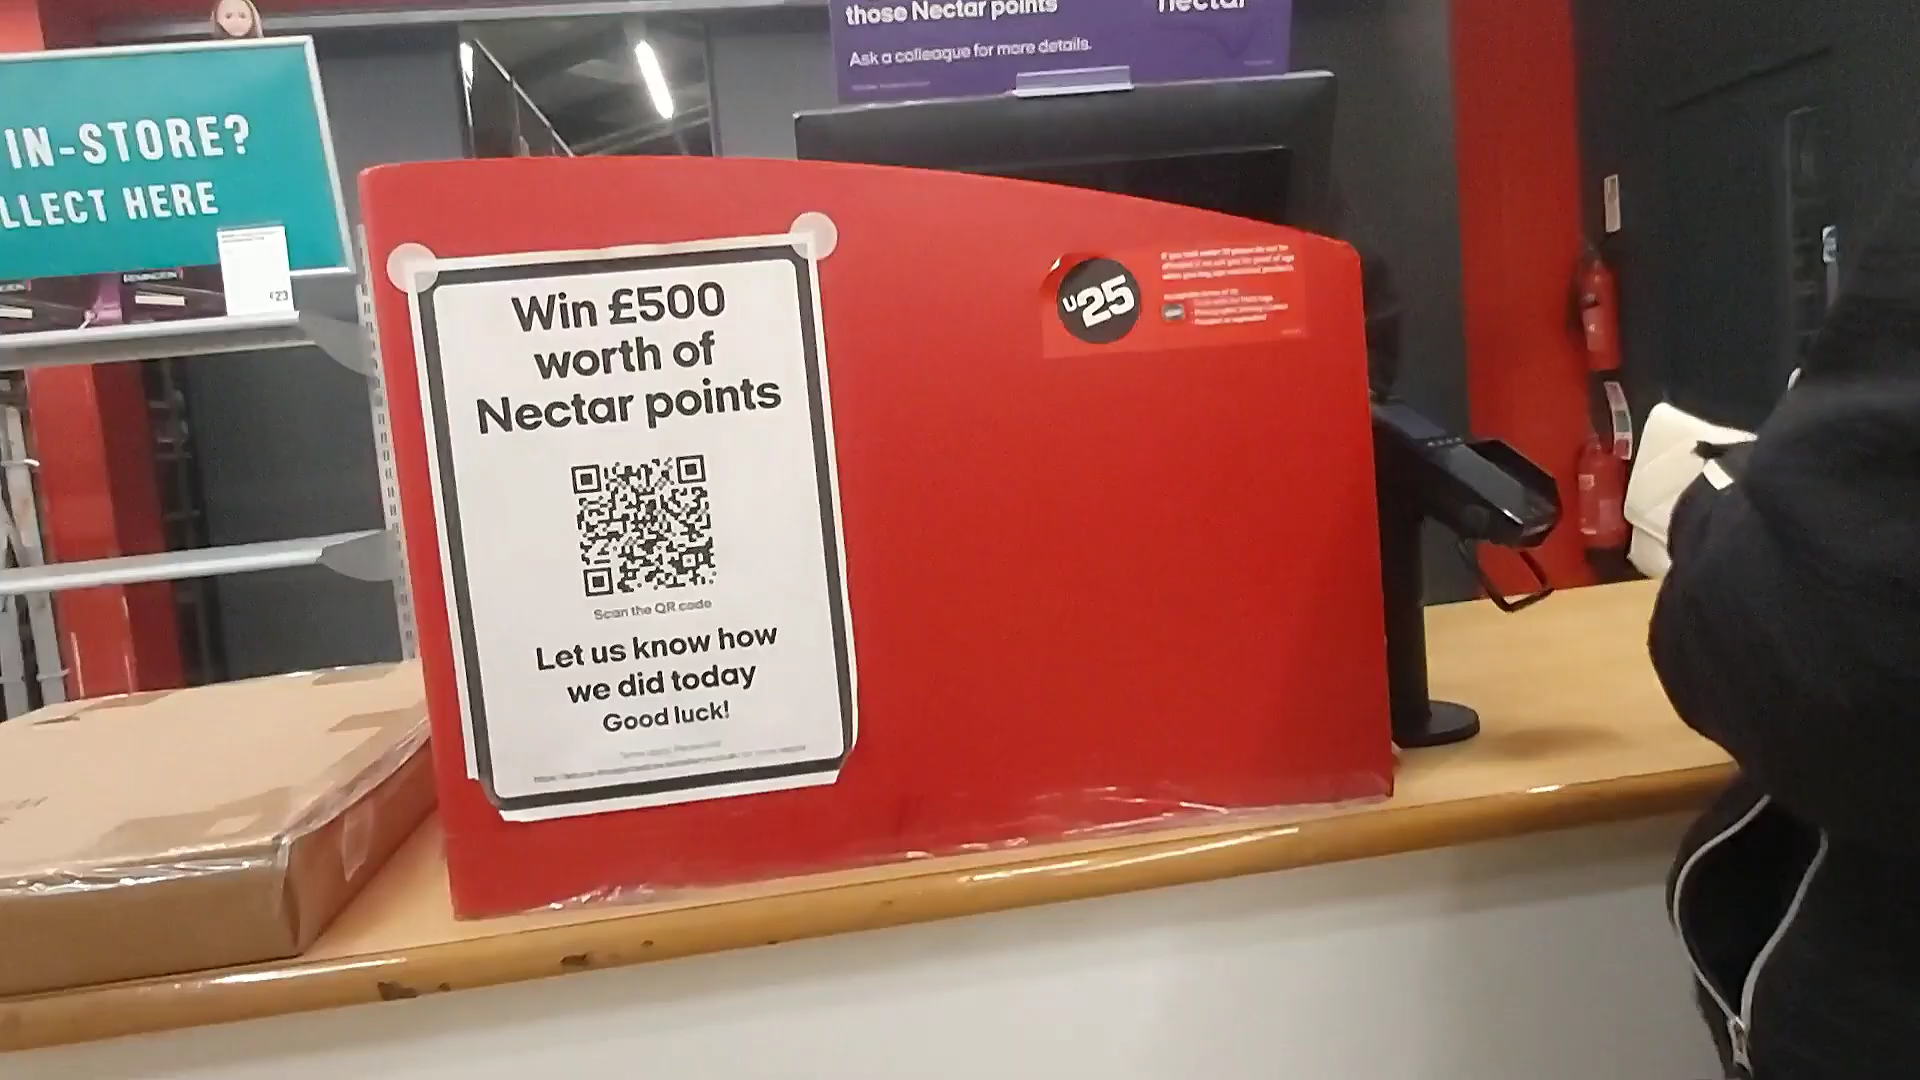 those Nectar points
nectar
Ask a colleague for more details.
IN-STORE?
LLECT HERE
£23
Win £500
worth of
Nectar points
Scan the QR code
Let us know how
we did today
Good luck!
U25